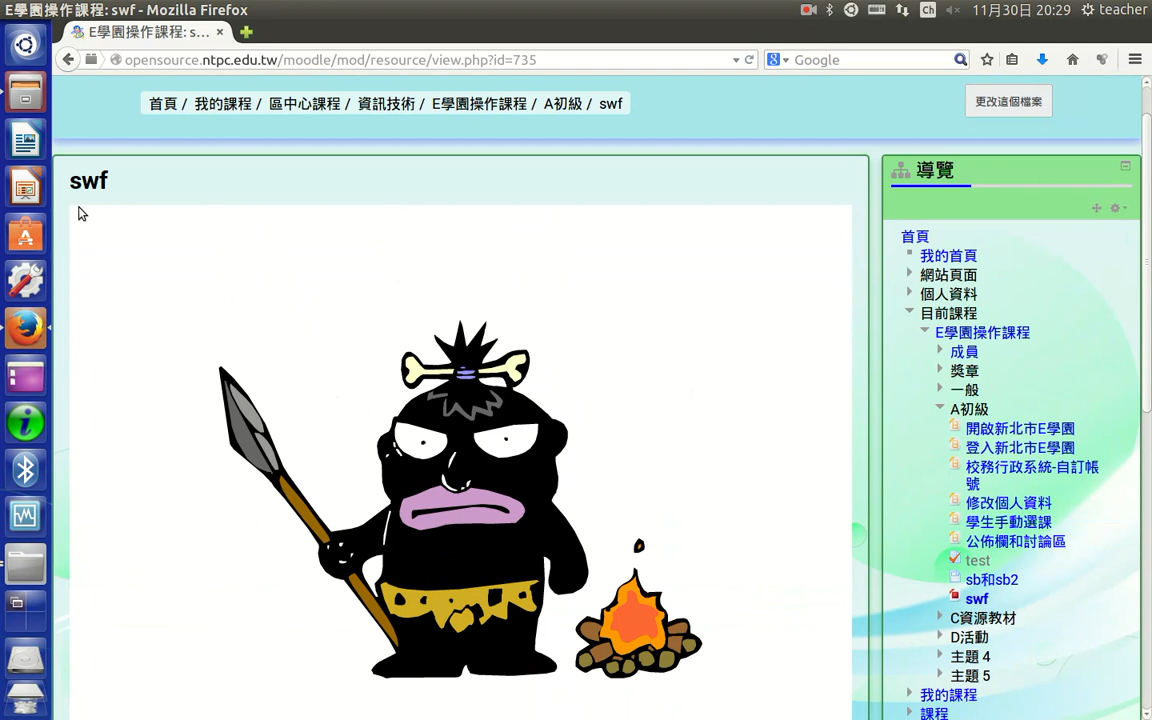 E學園操作課程: swf - Mozilla Firefox
Ch
11月30日 20:29
teacher
E學園操作課程: s...
opensource.ntpc.edu.tw/moodle/mod/resource/view.php?id=735
Google
首頁 / 我的課程 / 區中心課程 / 資訊技術 / E學園操作課程 / A初級 / swf
更改這個檔案
swf
導覽
首頁
我的首頁
網站頁面
個人資料
目前課程
E學園操作課程
成員
獎章
一般
A初級
開啟新北市E學園
登入新北市E學園
校務行政系統-自訂帳
號
修改個人資料
學生手動選課
公佈欄和討論區
test
sb和sb2
swf
C資源教材
D活動
主題 4
主題 5
我的課程
課程